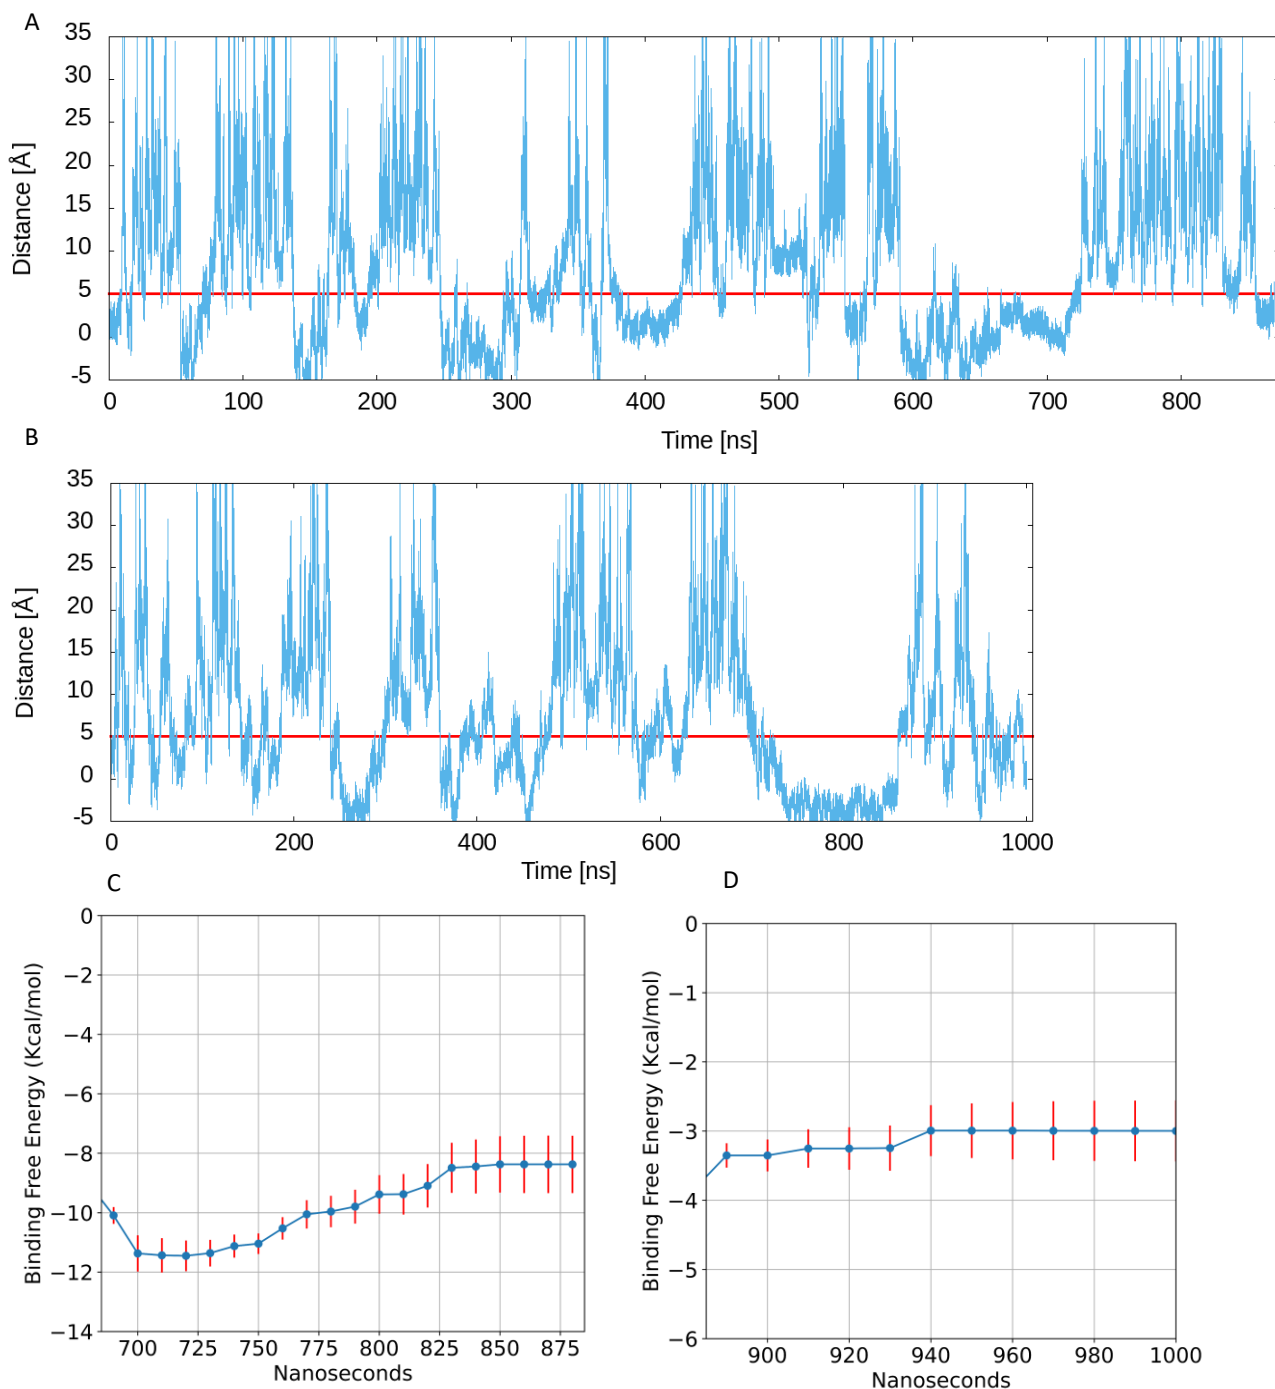 A
35
30
25
20
15
10
5
0
-5
Distance [Å]
0 100 200 300 400 500 600 700 800
Time [ns]
B
35
30
25
20
15
10
5
0
-5
Distance [Å]
0 200 400 600 800 1000
Time [ns]
C
0
−2
−4
−6
−8
−10
−12
−14
Binding Free Energy (Kcal/mol)
700 725 750 775 800 825 850 875
Nanoseconds
D
0
−1
−2
−3
−4
−5
−6
Binding Free Energy (Kcal/mol)
900 920 940 960 980 1000
Nanoseconds